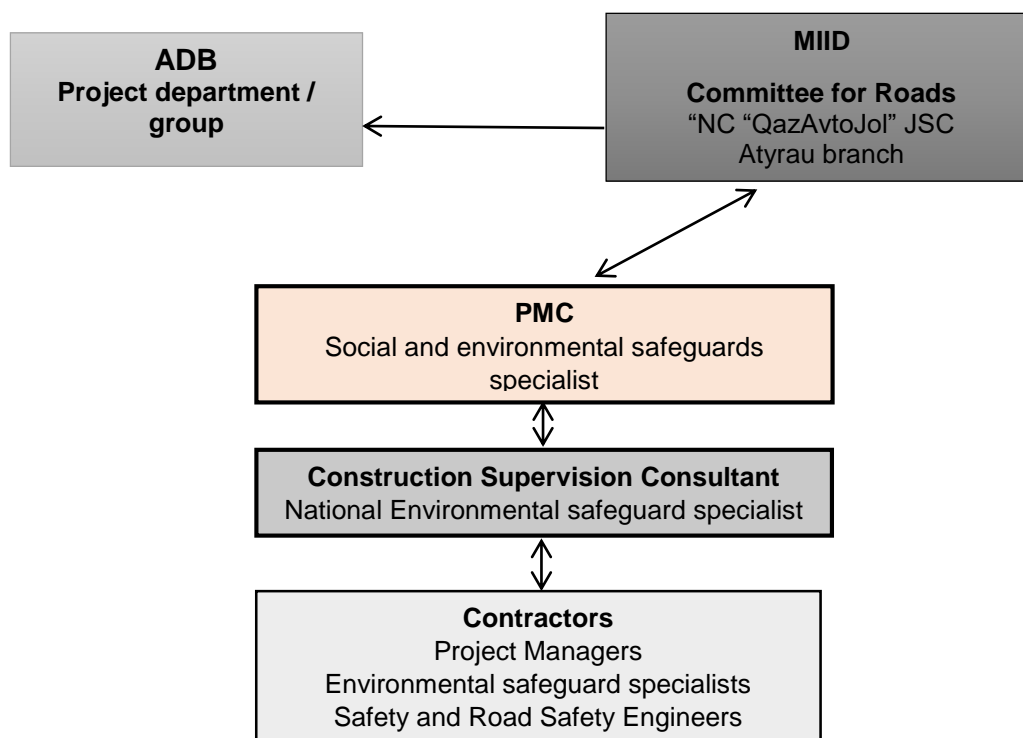 ADB
Project department /
group
MIID
Committee for Roads
“NC “QazAvtoJol” JSC
Atyrau branch
PMC
Social and environmental safeguards
specialist
Construction Supervision Consultant
National Environmental safeguard specialist
Contractors
Project Managers
Environmental safeguard specialists
Safety and Road Safety Engineers